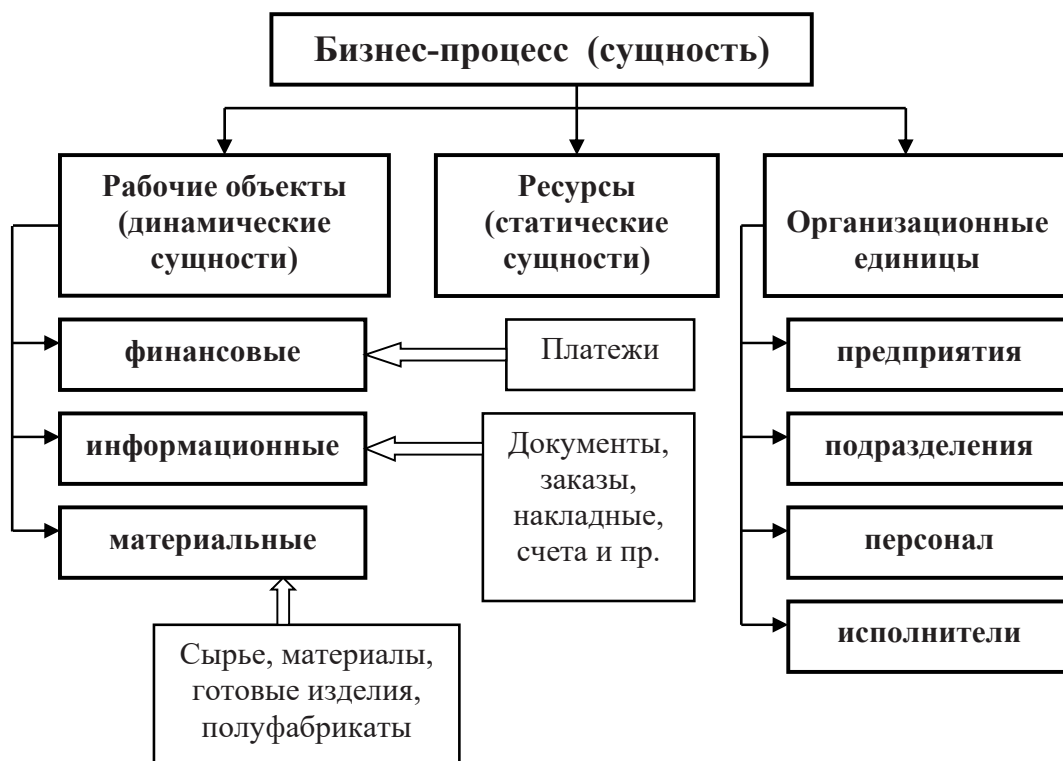 Бизнес-процесс (сущность)
Рабочие объекты
(динамические
сущности)
Ресурсы
(статические
сущности)
Организационные
единицы
финансовые
Платежи
предприятия
информационные
Документы,
заказы,
накладные,
счета и пр.
подразделения
материальные
персонал
Сырье, материалы,
готовые изделия,
полуфабрикаты
исполнители